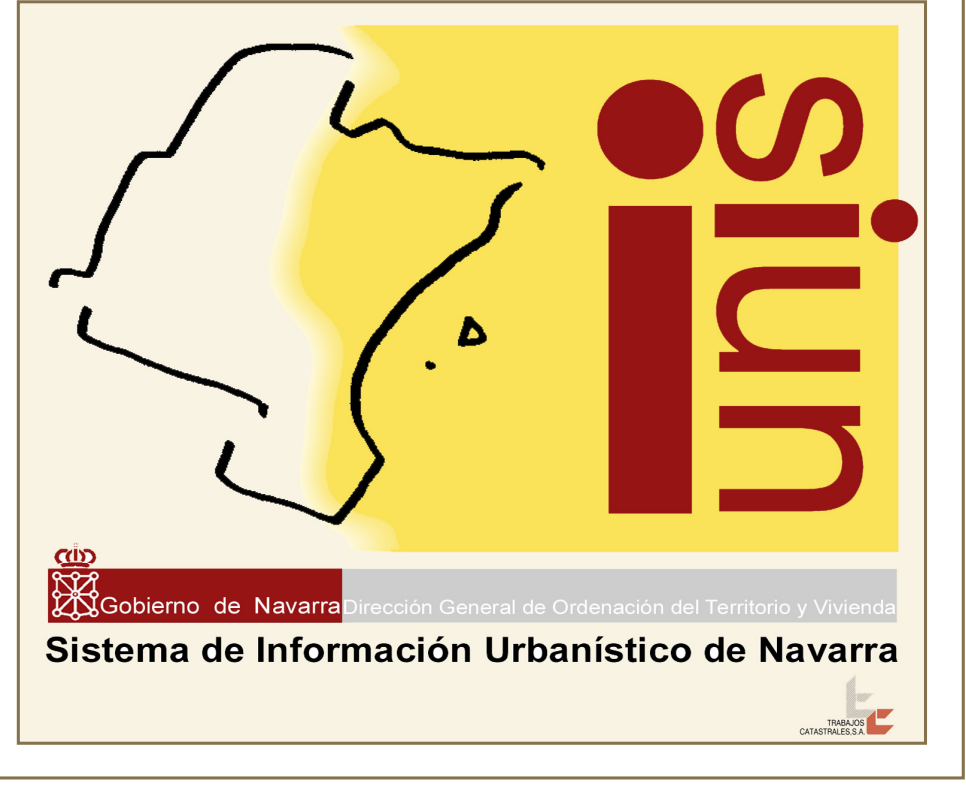 i
siun
Gobierno de Navarra Dirección General de Ordenación del Territorio y Vivienda
Sistema de Información Urbanístico de Navarra
TRABAJOS
CATASTRALES,S.A.